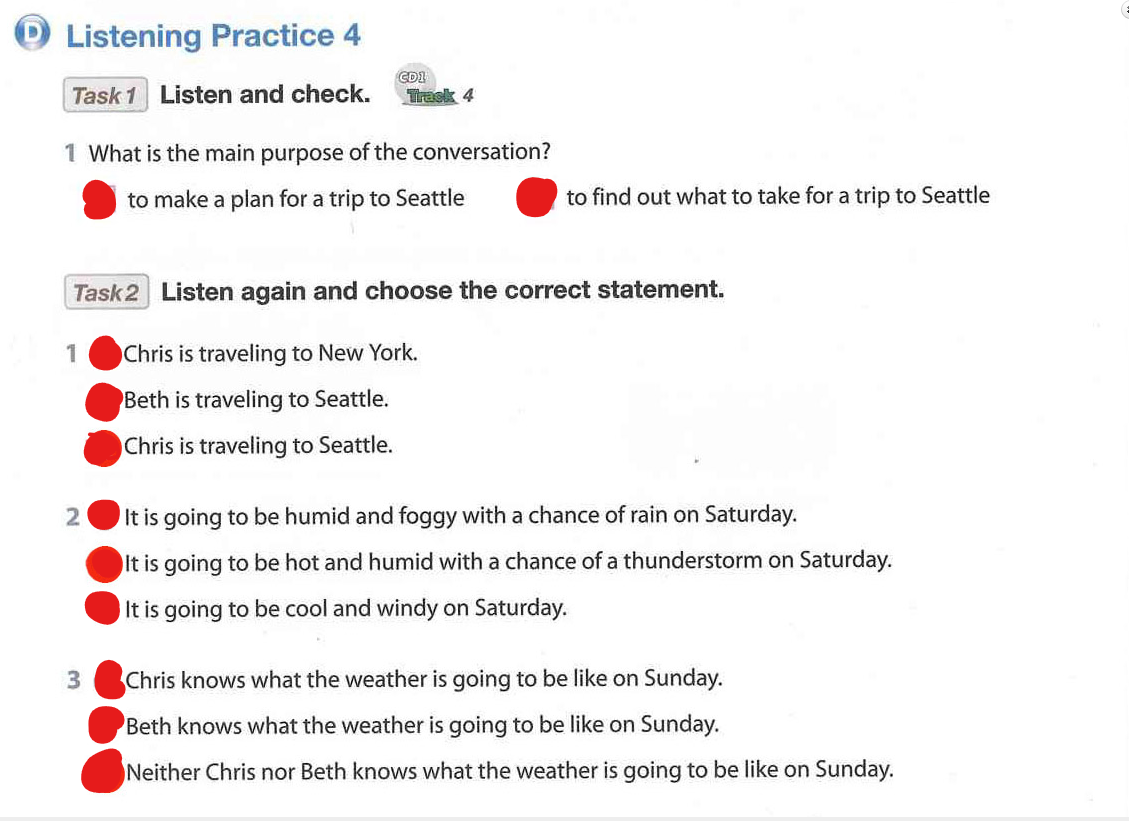 D Listening Practice 4
Task 1 Listen and check. CD1 Track 4
1 What is the main purpose of the conversation?
to make a plan for a trip to Seattle to find out what to take for a trip to Seattle
Task 2 Listen again and choose the correct statement.
1 Chris is traveling to New York.
Beth is traveling to Seattle.
Chris is traveling to Seattle.
2 It is going to be humid and foggy with a chance of rain on Saturday.
It is going to be hot and humid with a chance of a thunderstorm on Saturday.
It is going to be cool and windy on Saturday.
3 Chris knows what the weather is going to be like on Sunday.
Beth knows what the weather is going to be like on Sunday.
Neither Chris nor Beth knows what the weather is going to be like on Sunday.